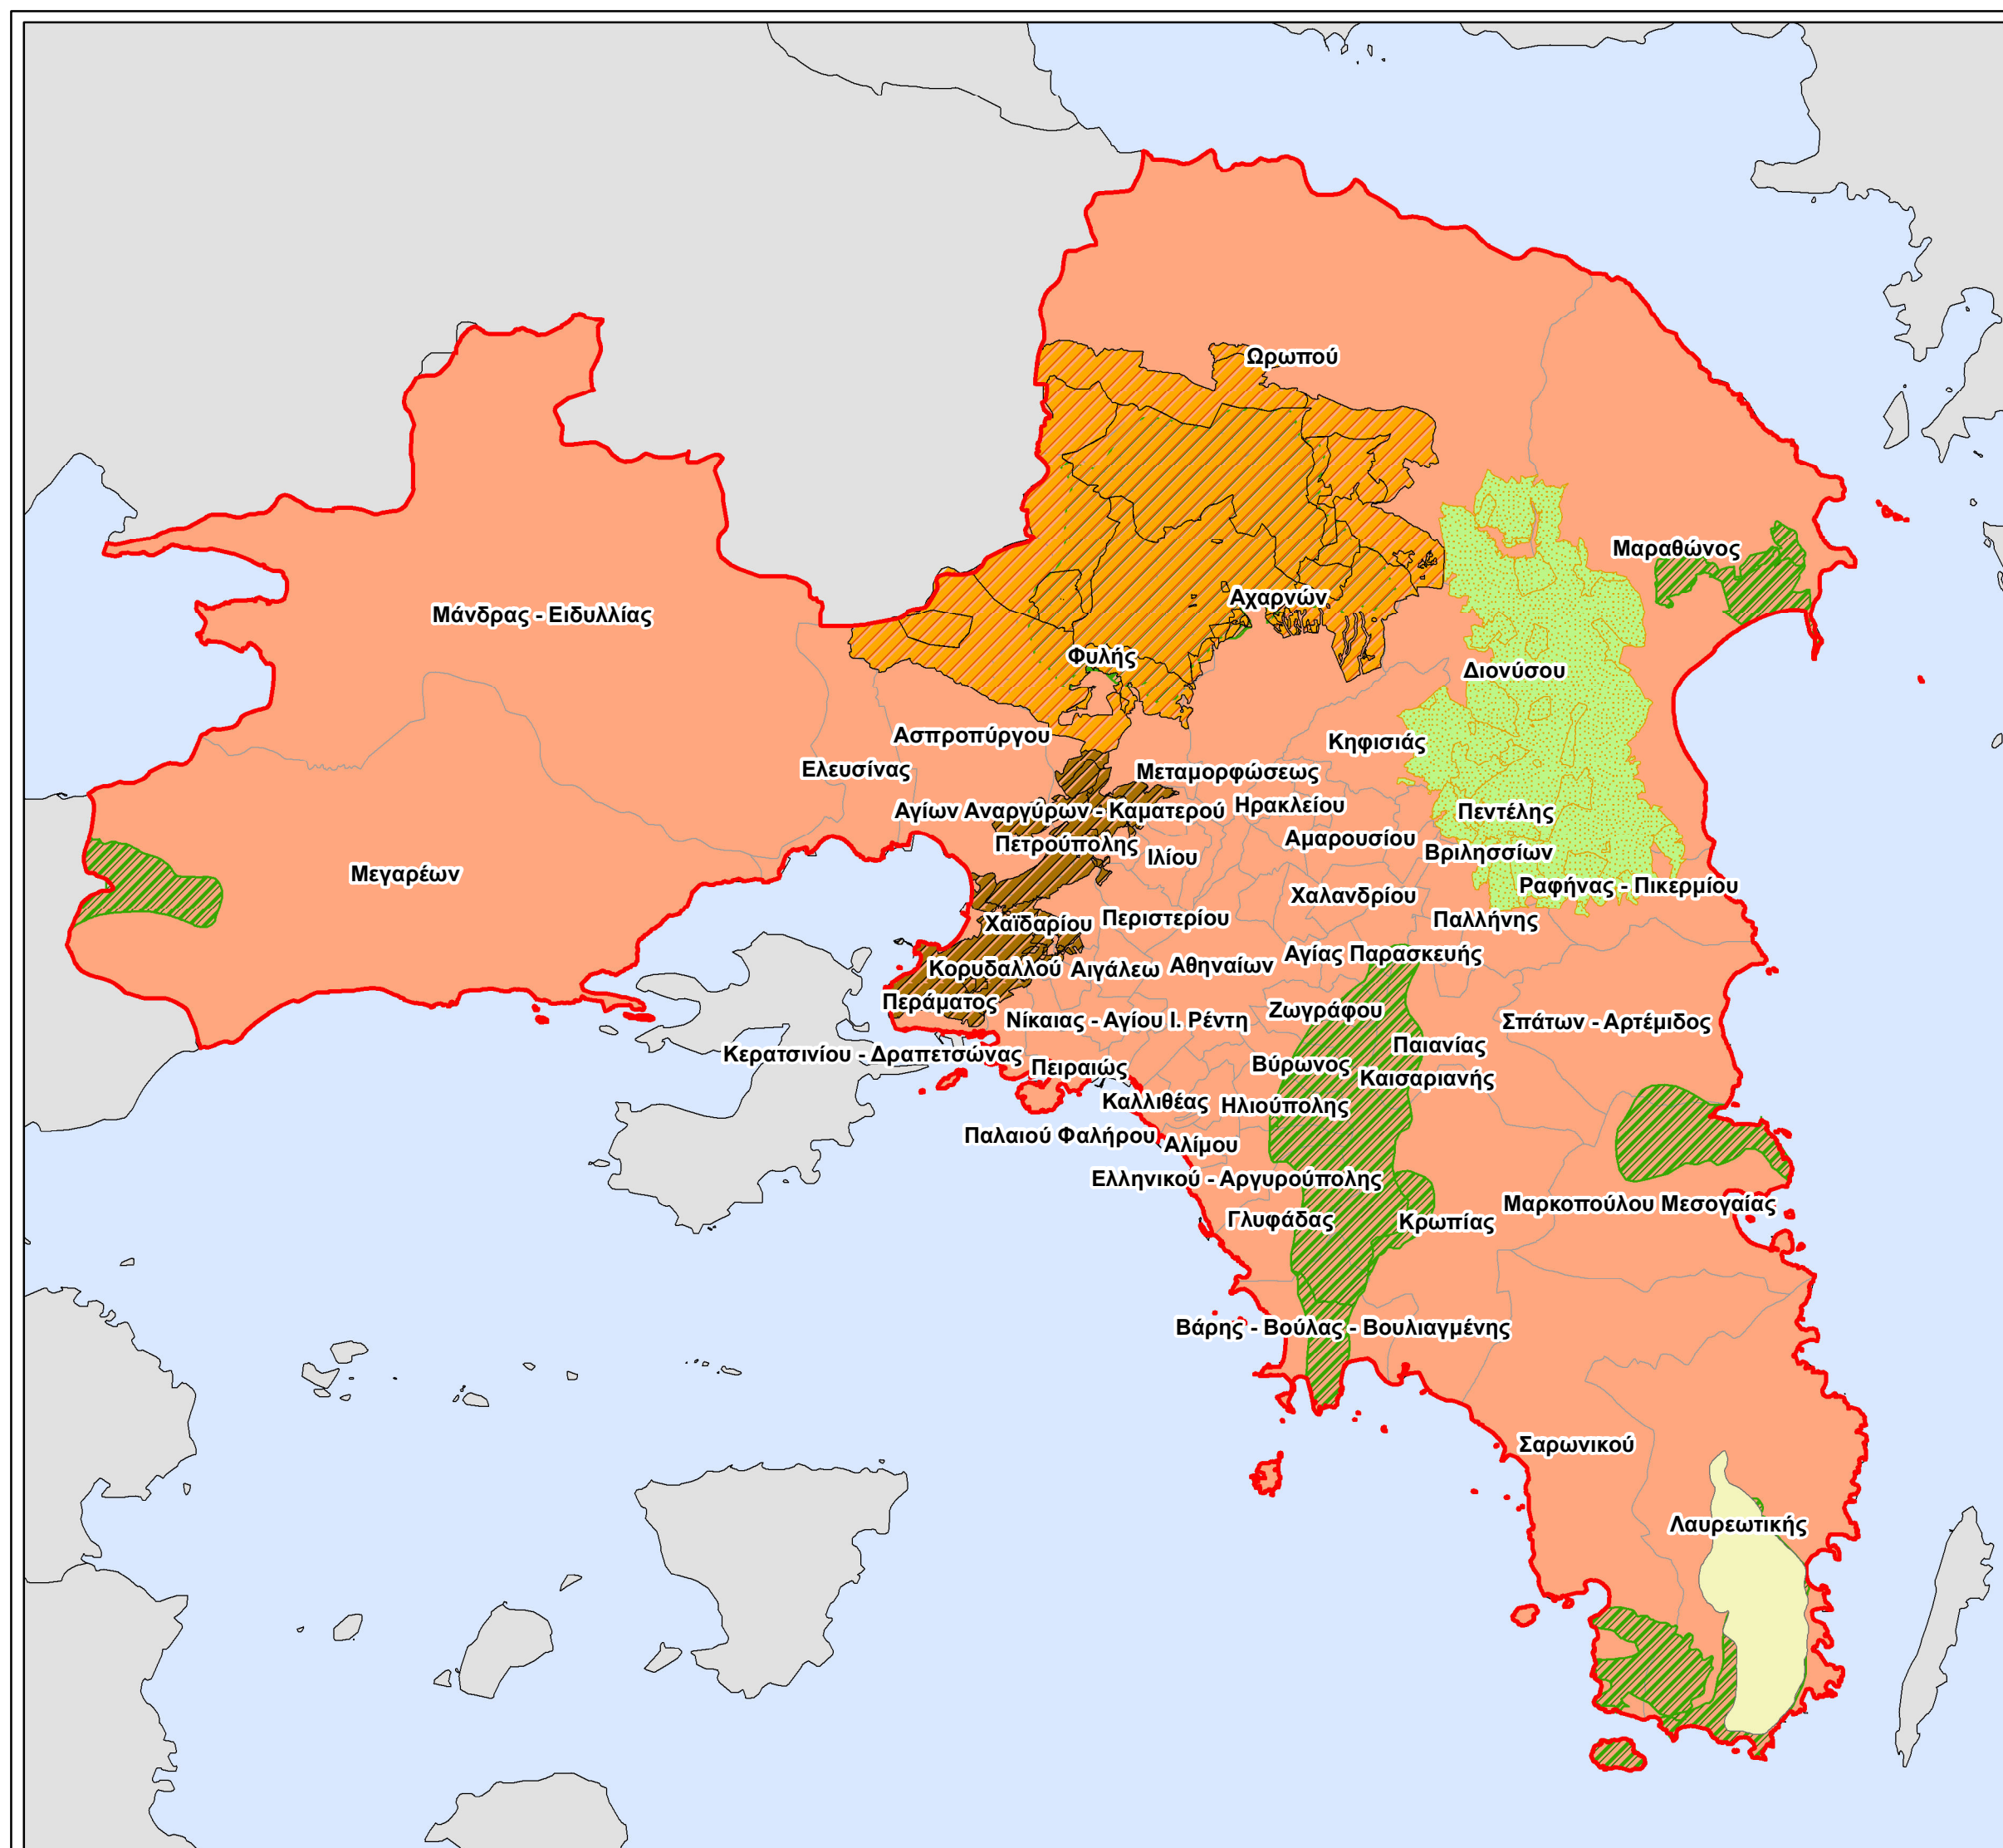 Ωρωπού
Μαραθώνος
Αχαρνών
Μάνδρας - Ειδυλλίας
Φυλής
Διονύσου
Ασπροπύργου
Κηφισιάς
Ελευσίνας
Μεταμορφώσεως
Ηρακλείου
Αγίων Αναργύρων - Καματερού
Πεντέλης
Αμαρουσίου
Πετρούπολης
Ιλίου
Βριλησσίων
Μεγαρέων
Ραφήνας - Πικερμίου
Χαλανδρίου
Περιστερίου
Παλλήνης
Χαϊδαρίου
Αγίας Παρασκευής
Κορυδαλλού
Αιγάλεω
Αθηναίων
Περάματος
Ζωγράφου
Νίκαιας - Αγίου Ι. Ρέντη
Σπάτων - Αρτέμιδος
Παιανίας
Κερατσινίου - Δραπετσώνας
Πειραιώς
Βύρωνος
Καισαριανής
Καλλιθέας
Ηλιούπολης
Παλαιού Φαλήρου
Αλίμου
Ελληνικού - Αργυρούπολης
Μαρκοπούλου Μεσογαίας
Γλυφάδας
Κρωπίας
Βάρης - Βούλας - Βουλιαγμένης
Σαρωνικού
Λαυρεωτικής